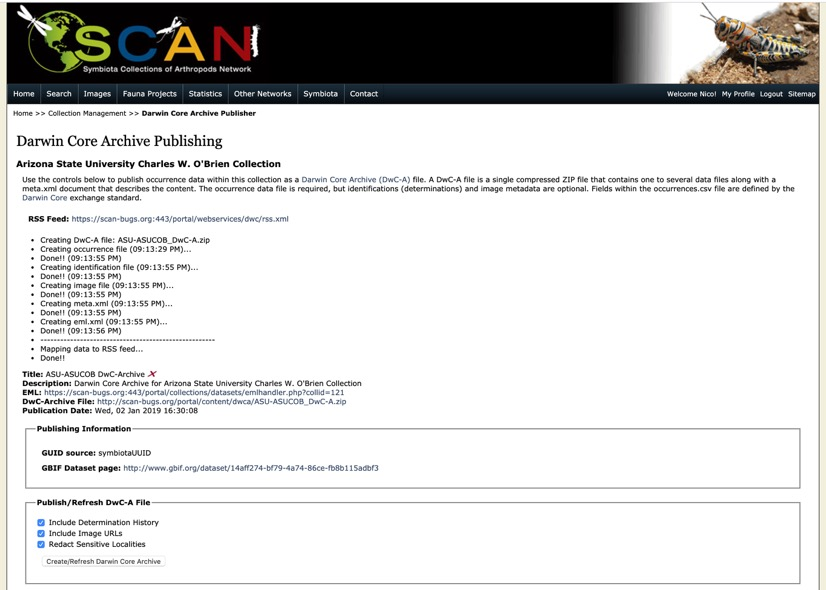 SCAN
Symbiota Collections of Arthropods Network
Home Search Images Fauna Projects Statistics Other Networks Symbiota Contact Welcome Nico! My Profile Logout Sitemap
Home >> Collection Management >> Darwin Core Archive Publisher
Darwin Core Archive Publishing
Arizona State University Charles W. O'Brien Collection
Use the controls below to publish occurrence data within this collection as a Darwin Core Archive (DwC-A) file. A DwC-A file is a single compressed ZIP file that contains one to several data files along with a
meta.xml document that describes the content. The occurrence data file is required, but identifications (determinations) and image metadata are optional. Fields within the occurrences.csv file are defined by the
Darwin Core exchange standard.
RSS Feed: https://scan-bugs.org:443/portal/webservices/dwc/rss.xml
• Creating DwC-A file: ASU-ASUCOB_DwC-A.zip
• Creating occurrence file (09:13:29 PM)...
• Done!! (09:13:55 PM)
• Creating identification file (09:13:55 PM)...
• Done!! (09:13:55 PM)
• Creating image file (09:13:55 PM)...
• Done!! (09:13:55 PM)
• Creating meta.xml (09:13:55 PM)...
• Done!! (09:13:55 PM)
• Creating eml.xml (09:13:55 PM)...
• Done!! (09:13:56 PM)
• -----------------------------------------------------
• Mapping data to RSS feed...
• Done!!
Title: ASU-ASUCOB DwC-Archive X
Description: Darwin Core Archive for Arizona State University Charles W. O'Brien Collection
EML: https://scan-bugs.org:443/portal/collections/datasets/emlhandler.php?collid=121
DwC-Archive File: http://scan-bugs.org/portal/content/dwca/ASU-ASUCOB_DwC-A.zip
Publication Date: Wed, 02 Jan 2019 16:30:08
Publishing Information
GUID source: symbiotaUUID
GBIF Dataset page: http://www.gbif.org/dataset/14aff274-bf79-4a74-86ce-fb8b115adbf3
Publish/Refresh DwC-A File
Include Determination History
Include Image URLs
Redact Sensitive Localities
Create/Refresh Darwin Core Archive